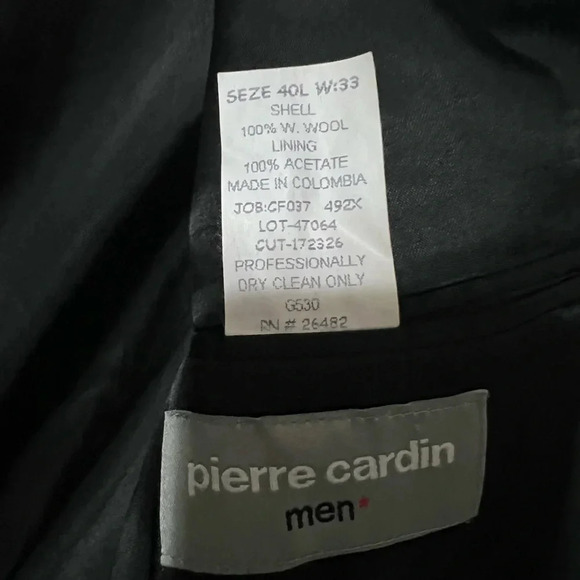 SEZE 40L W:33
SHELL
100% W. WOOL
LINING
100% ACETATE
MADE IN COLOMBIA
JOB:CF037 492X
LOT-47064
CUT-172326
PROFESSIONALLY
DRY CLEAN ONLY
G530
RN # 26482
pierre cardin
men*